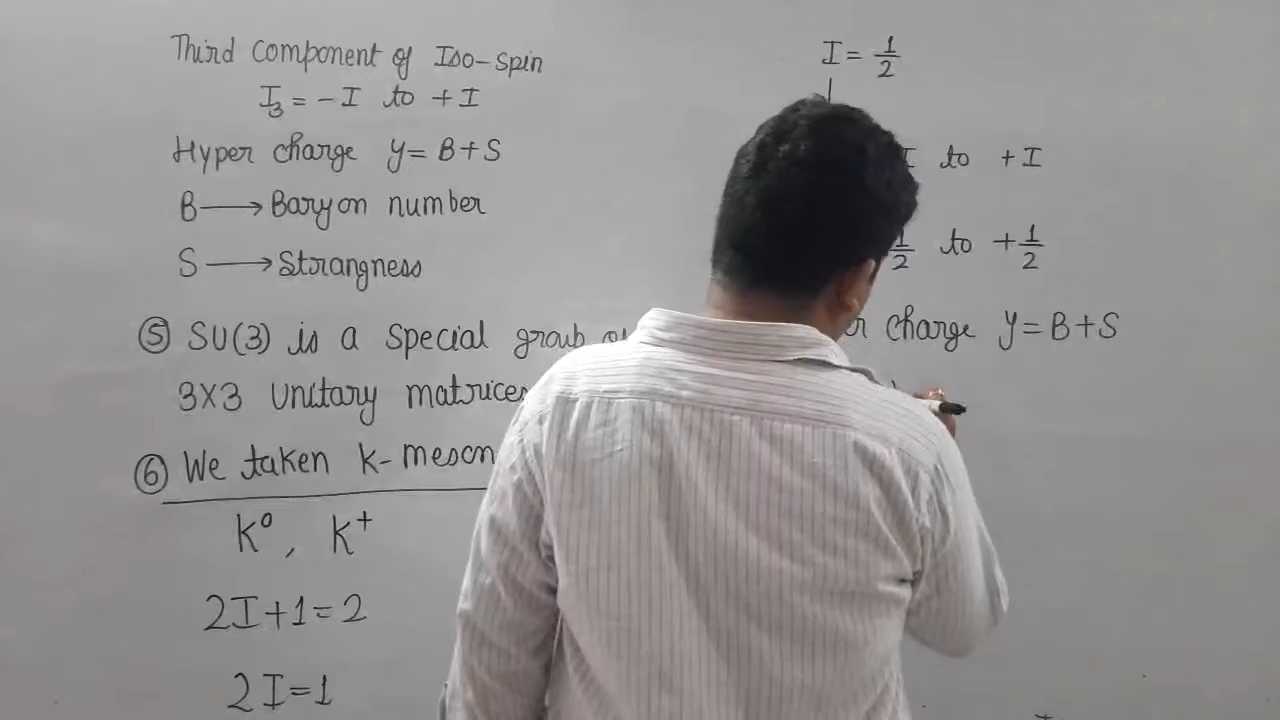 Third Component of Iso-spin
I₃ = -I to +I
Hyper charge y = B+S
B → Baryon number
S → Strangness
⑤ SU(3) is a special group
3×3 Unitary matrices
⑥ We taken k-meson
K⁰, K⁺
2I+1=2
2I=1
I = 1/2
to +I
1/2 to +1/2
charge y = B+S